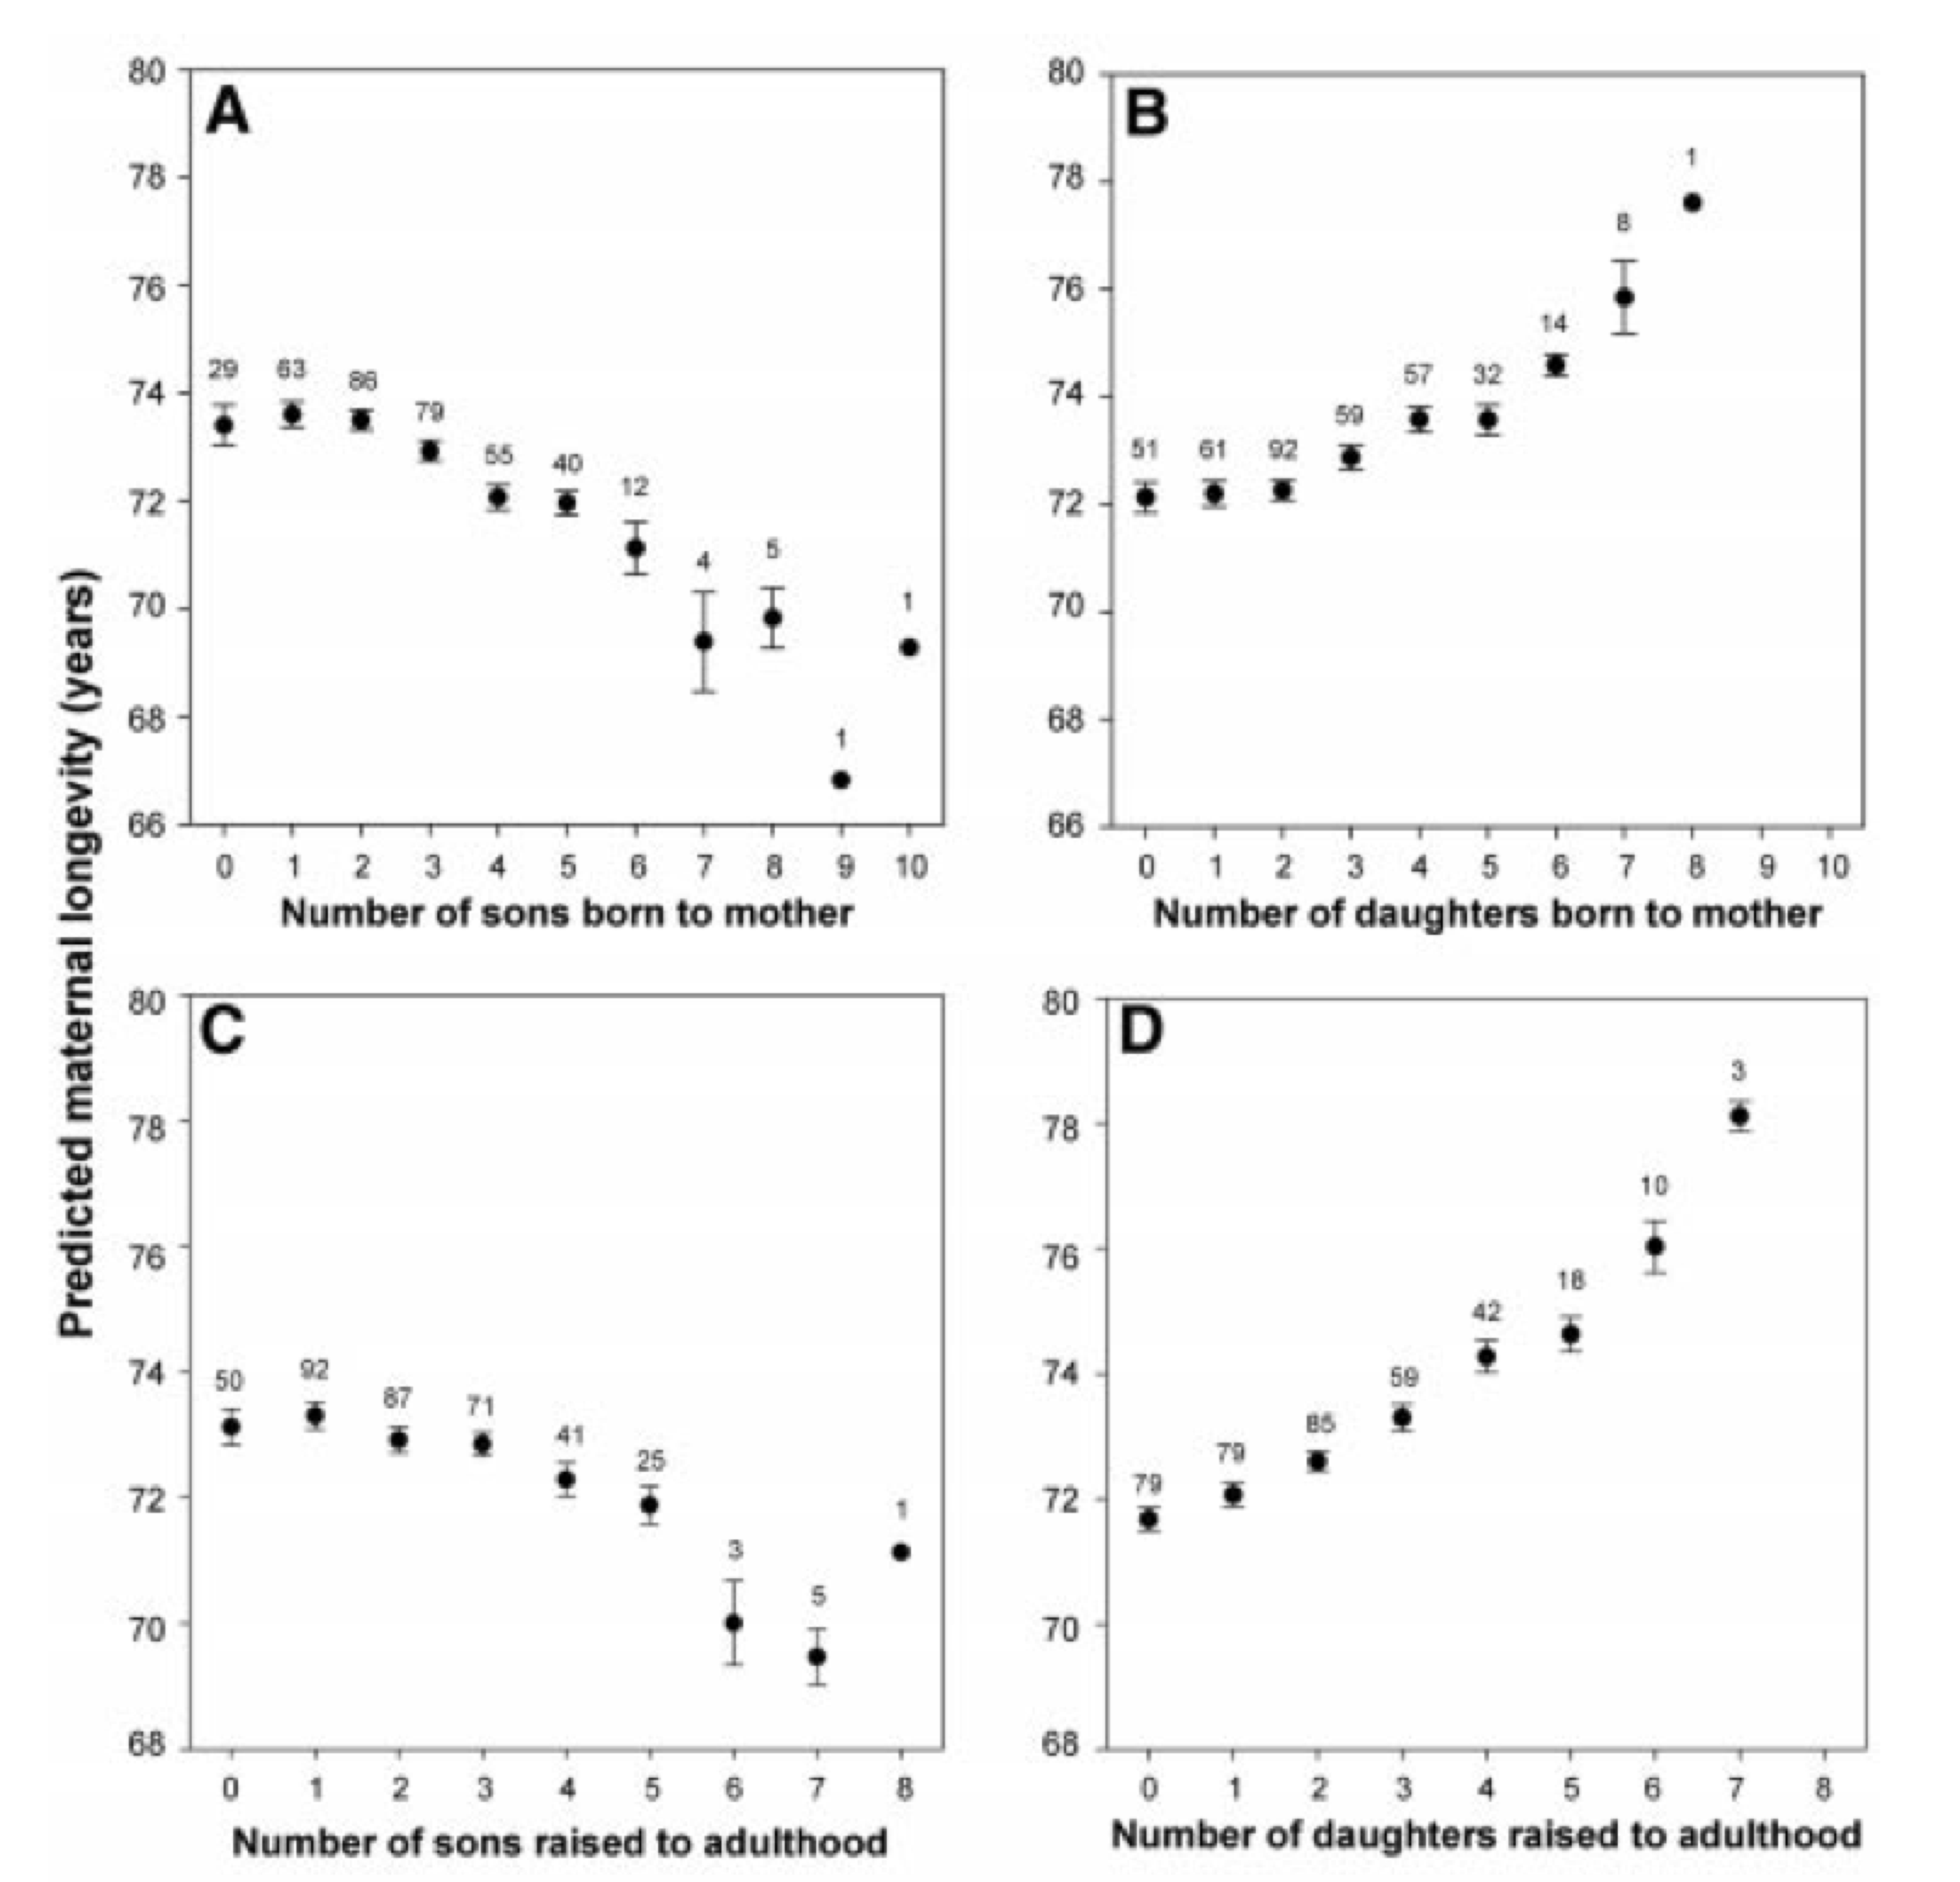 Predicted maternal longevity (years)
A
80
78
76
74
72
70
68
66
29 63 86 79 55 40 12 4 5 1 1
0 1 2 3 4 5 6 7 8 9 10
Number of sons born to mother
B
80
78
76
74
72
70
68
66
51 61 92 59 57 32 14 8 1
0 1 2 3 4 5 6 7 8 9 10
Number of daughters born to mother
C
80
78
76
74
72
70
68
50 92 87 71 41 25 3 5 1
0 1 2 3 4 5 6 7 8
Number of sons raised to adulthood
D
80
78
76
74
72
70
68
79 79 85 59 42 18 10 3
0 1 2 3 4 5 6 7 8
Number of daughters raised to adulthood